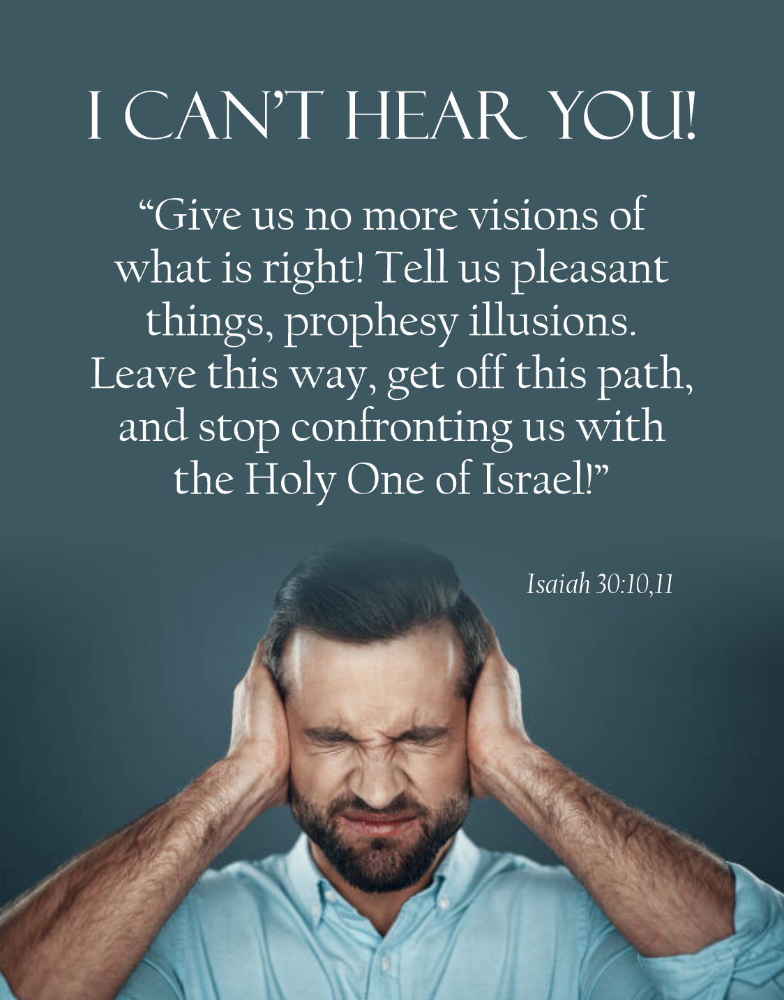 I CAN’T HEAR YOU!
“Give us no more visions of
what is right! Tell us pleasant
things, prophesy illusions.
Leave this way, get off this path,
and stop confronting us with
the Holy One of Israel!”
Isaiah 30:10,11